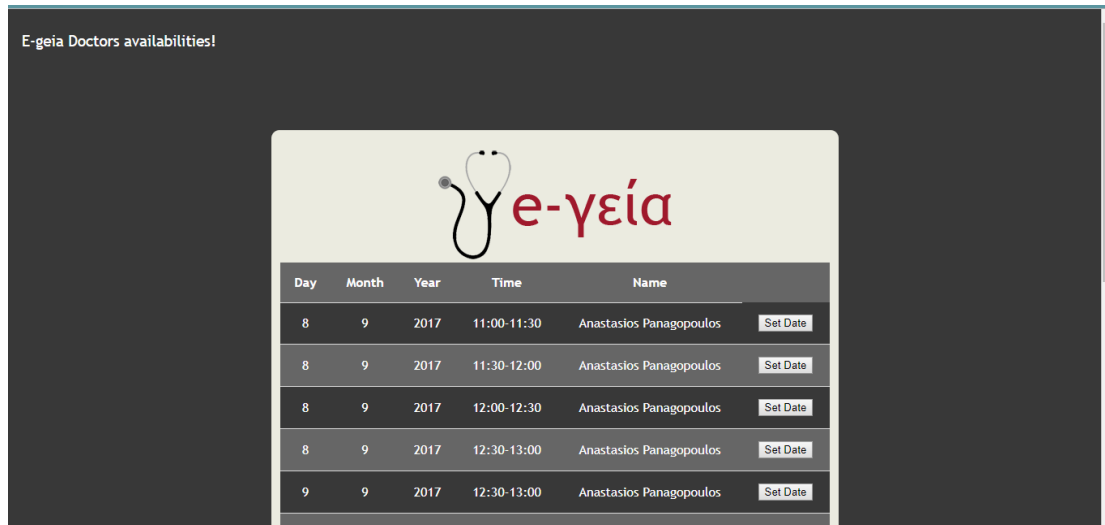 E-geia Doctors availabilities!
e-γεία
Day Month Year Time Name
8 9 2017 11:00-11:30 Anastasios Panagopoulos Set Date
8 9 2017 11:30-12:00 Anastasios Panagopoulos Set Date
8 9 2017 12:00-12:30 Anastasios Panagopoulos Set Date
8 9 2017 12:30-13:00 Anastasios Panagopoulos Set Date
9 9 2017 12:30-13:00 Anastasios Panagopoulos Set Date